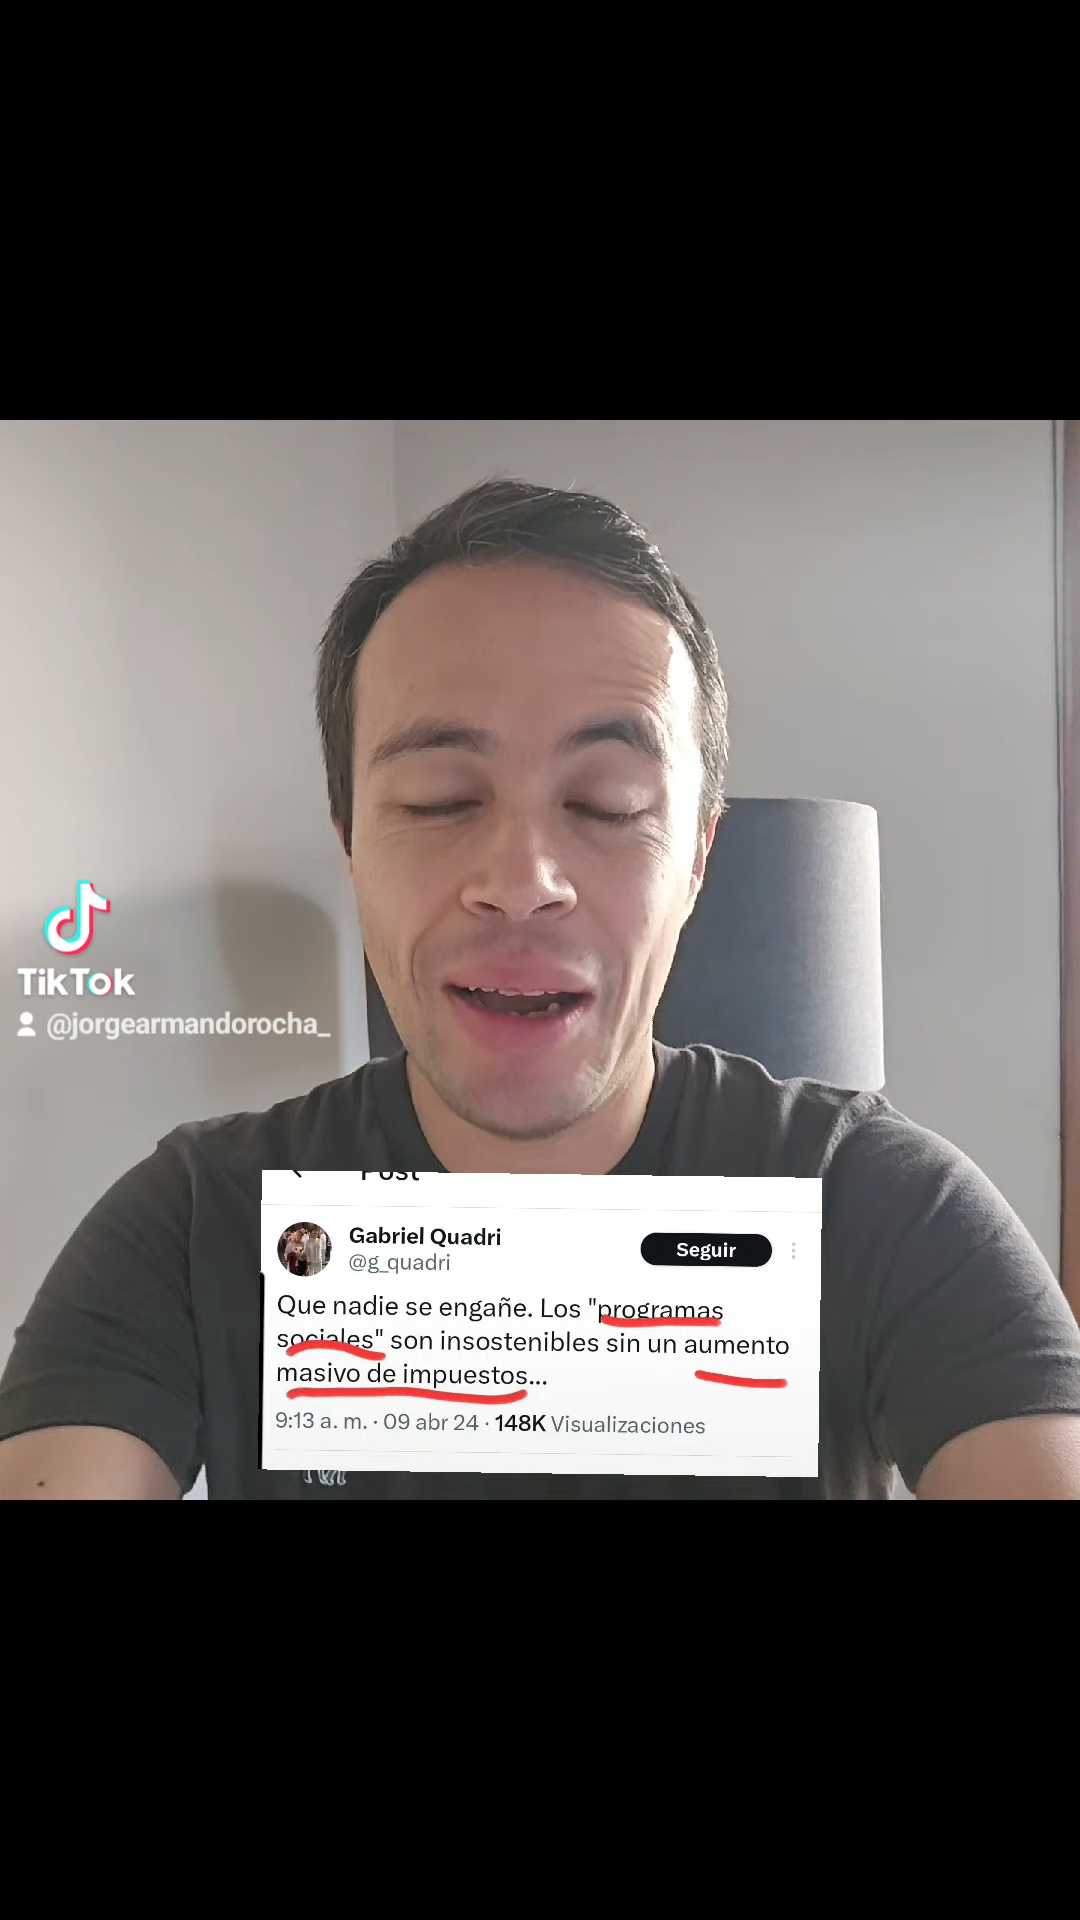 TikTok
@jorgearmandorocha_
Post
Gabriel Quadri
@g_quadri
Seguir
Que nadie se engañe. Los "programas
sociales" son insostenibles sin un aumento
masivo de impuestos...
9:13 a. m. · 09 abr 24 · 148K Visualizaciones